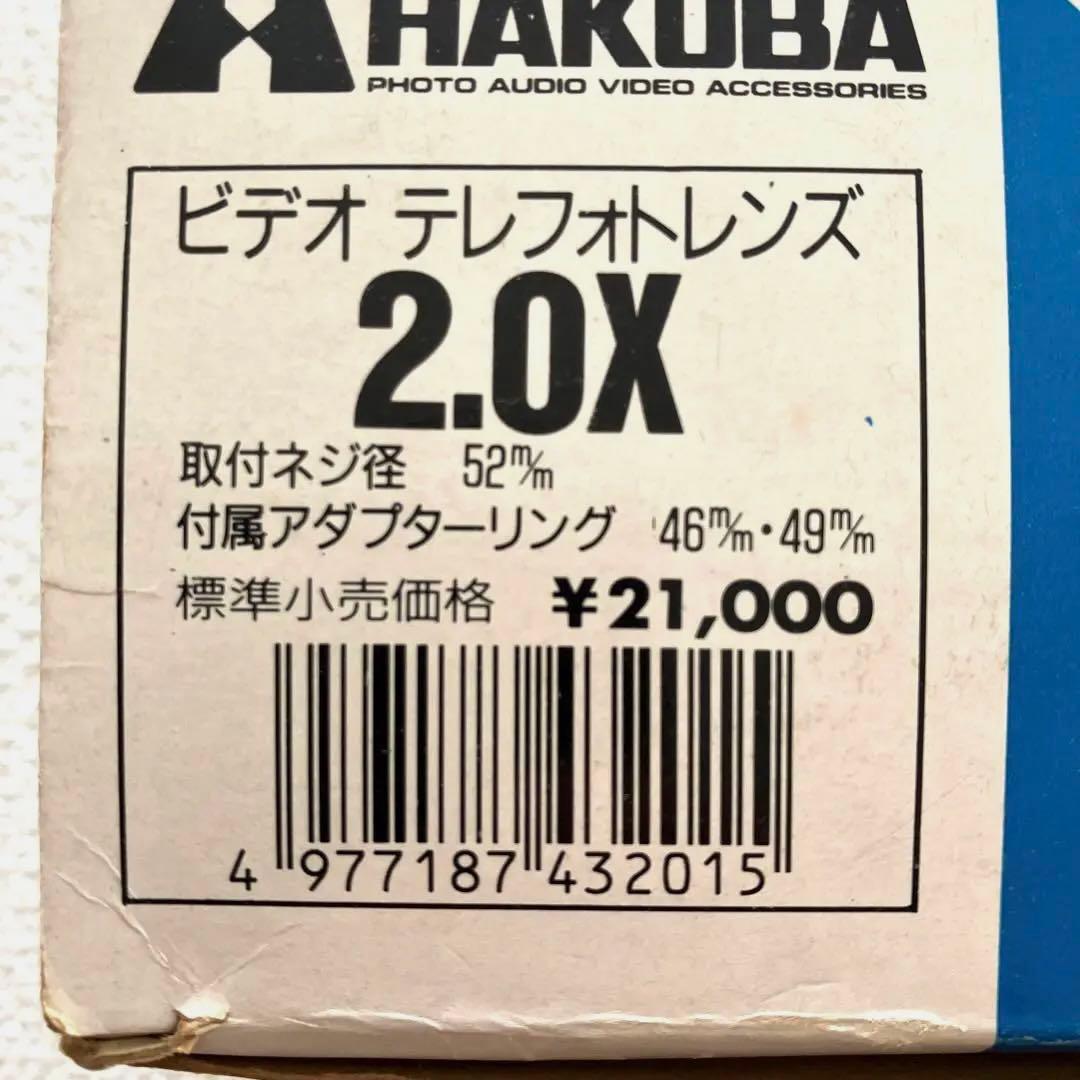 HAKUBA
PHOTO AUDIO VIDEO ACCESSORIES
ビデオ テレフォトレンズ
2.0X
取付ネジ径 52m/m
付属アダプターリング 46m/m・49m/m
標準小売価格 ¥21,000
4 977187 432015